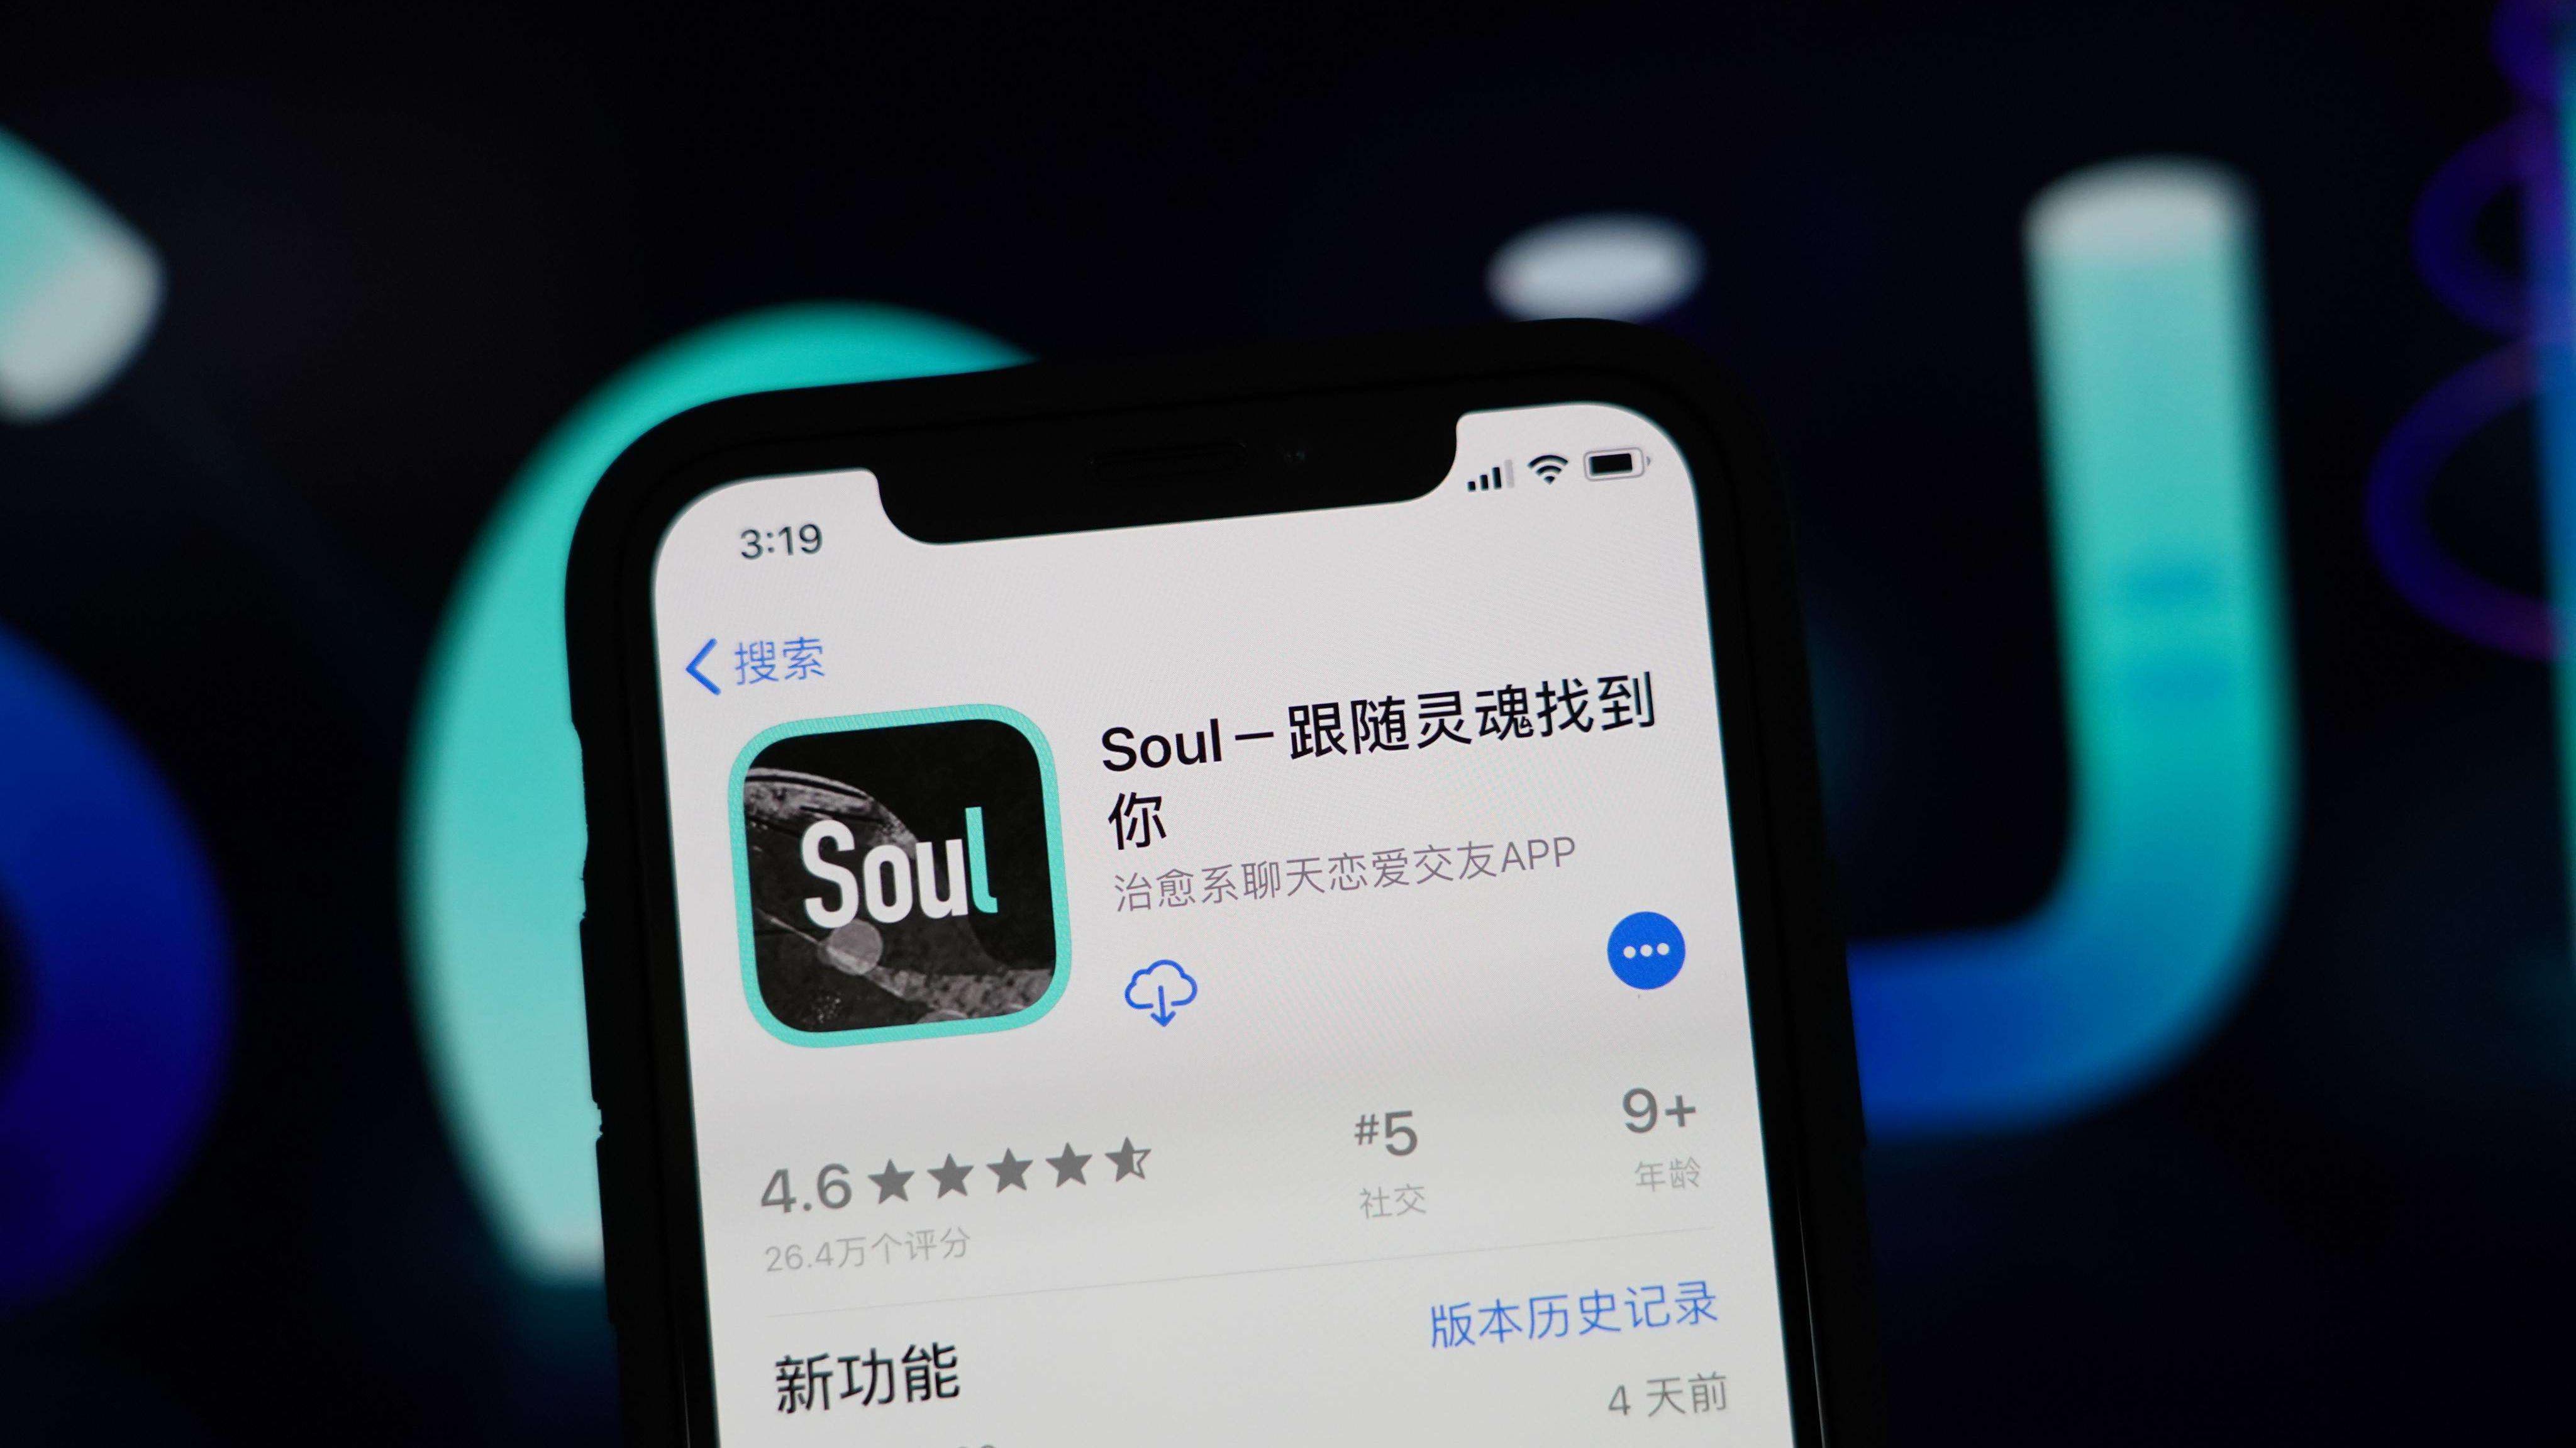 3:19
搜索
Soul－跟随灵魂找到
你
治愈系聊天恋爱交友APP
Soul
4.6
#5
9+
26.4万个评分
社交
年龄
新功能
版本历史记录
4 天前